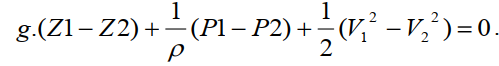 g.(Z1 − Z2) + 1/ρ (P1 − P2) + 1/2 (V₁² − V₂²) = 0.